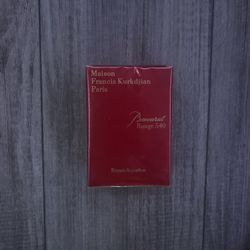 Maison
Francis Kurkdjian
Paris
Baccarat
Rouge 540
Extrait de parfum